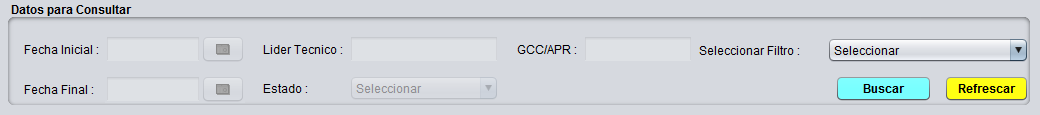 Datos para Consultar
Fecha Inicial : Lider Tecnico : GCC/APR : Seleccionar Filtro : Seleccionar
Fecha Final : Estado : Seleccionar Buscar Refrescar